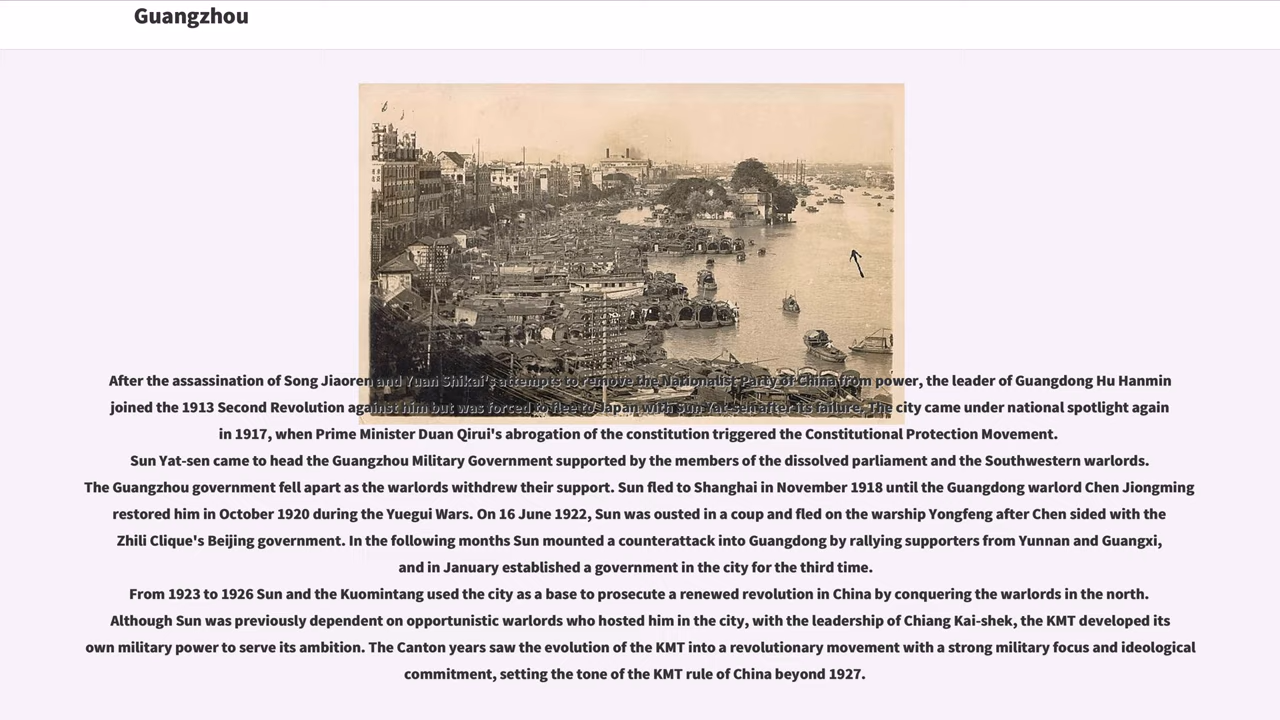 Guangzhou
After the assassination of Song Jiaoren and Yuan Shikai's attempts to remove the Nationalist Party of China from power, the leader of Guangdong Hu Hanmin
joined the 1913 Second Revolution against him but was forced to flee to Japan with Sun Yat-sen after its failure. The city came under national spotlight again
in 1917, when Prime Minister Duan Qirui's abrogation of the constitution triggered the Constitutional Protection Movement.
Sun Yat-sen came to head the Guangzhou Military Government supported by the members of the dissolved parliament and the Southwestern warlords.
The Guangzhou government fell apart as the warlords withdrew their support. Sun fled to Shanghai in November 1918 until the Guangdong warlord Chen Jiongming
restored him in October 1920 during the Yuegui Wars. On 16 June 1922, Sun was ousted in a coup and fled on the warship Yongfeng after Chen sided with the
Zhili Clique's Beijing government. In the following months Sun mounted a counterattack into Guangdong by rallying supporters from Yunnan and Guangxi,
and in January established a government in the city for the third time.
From 1923 to 1926 Sun and the Kuomintang used the city as a base to prosecute a renewed revolution in China by conquering the warlords in the north.
Although Sun was previously dependent on opportunistic warlords who hosted him in the city, with the leadership of Chiang Kai-shek, the KMT developed its
own military power to serve its ambition. The Canton years saw the evolution of the KMT into a revolutionary movement with a strong military focus and ideological
commitment, setting the tone of the KMT rule of China beyond 1927.